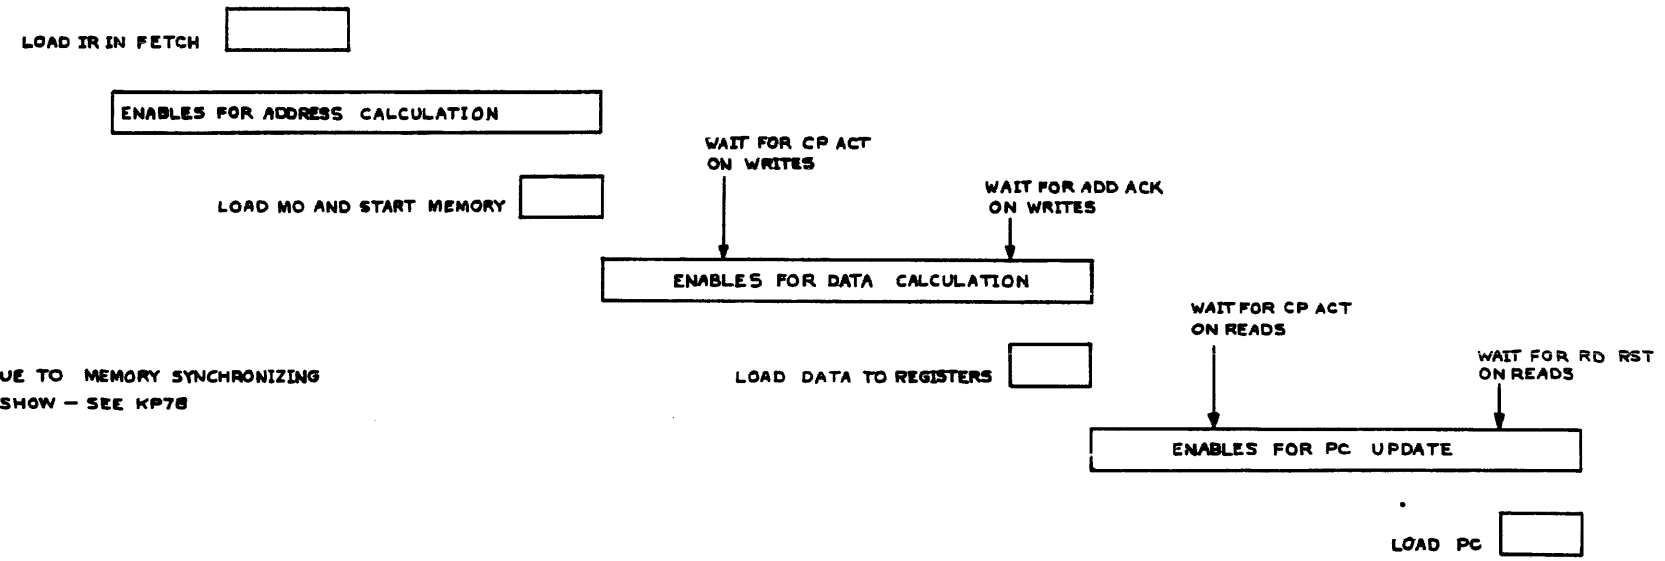 LOAD IR IN FETCH
ENABLES FOR ADDRESS CALCULATION
WAIT FOR CP ACT
ON WRITES
LOAD MO AND START MEMORY
WAIT FOR ADD ACK
ON WRITES
ENABLES FOR DATA CALCULATION
WAIT FOR CP ACT
ON READS
UE TO MEMORY SYNCHRONIZING
SHOW — SEE KP78
LOAD DATA TO REGISTERS
WAIT FOR RD RST
ON READS
ENABLES FOR PC UPDATE
LOAD PC